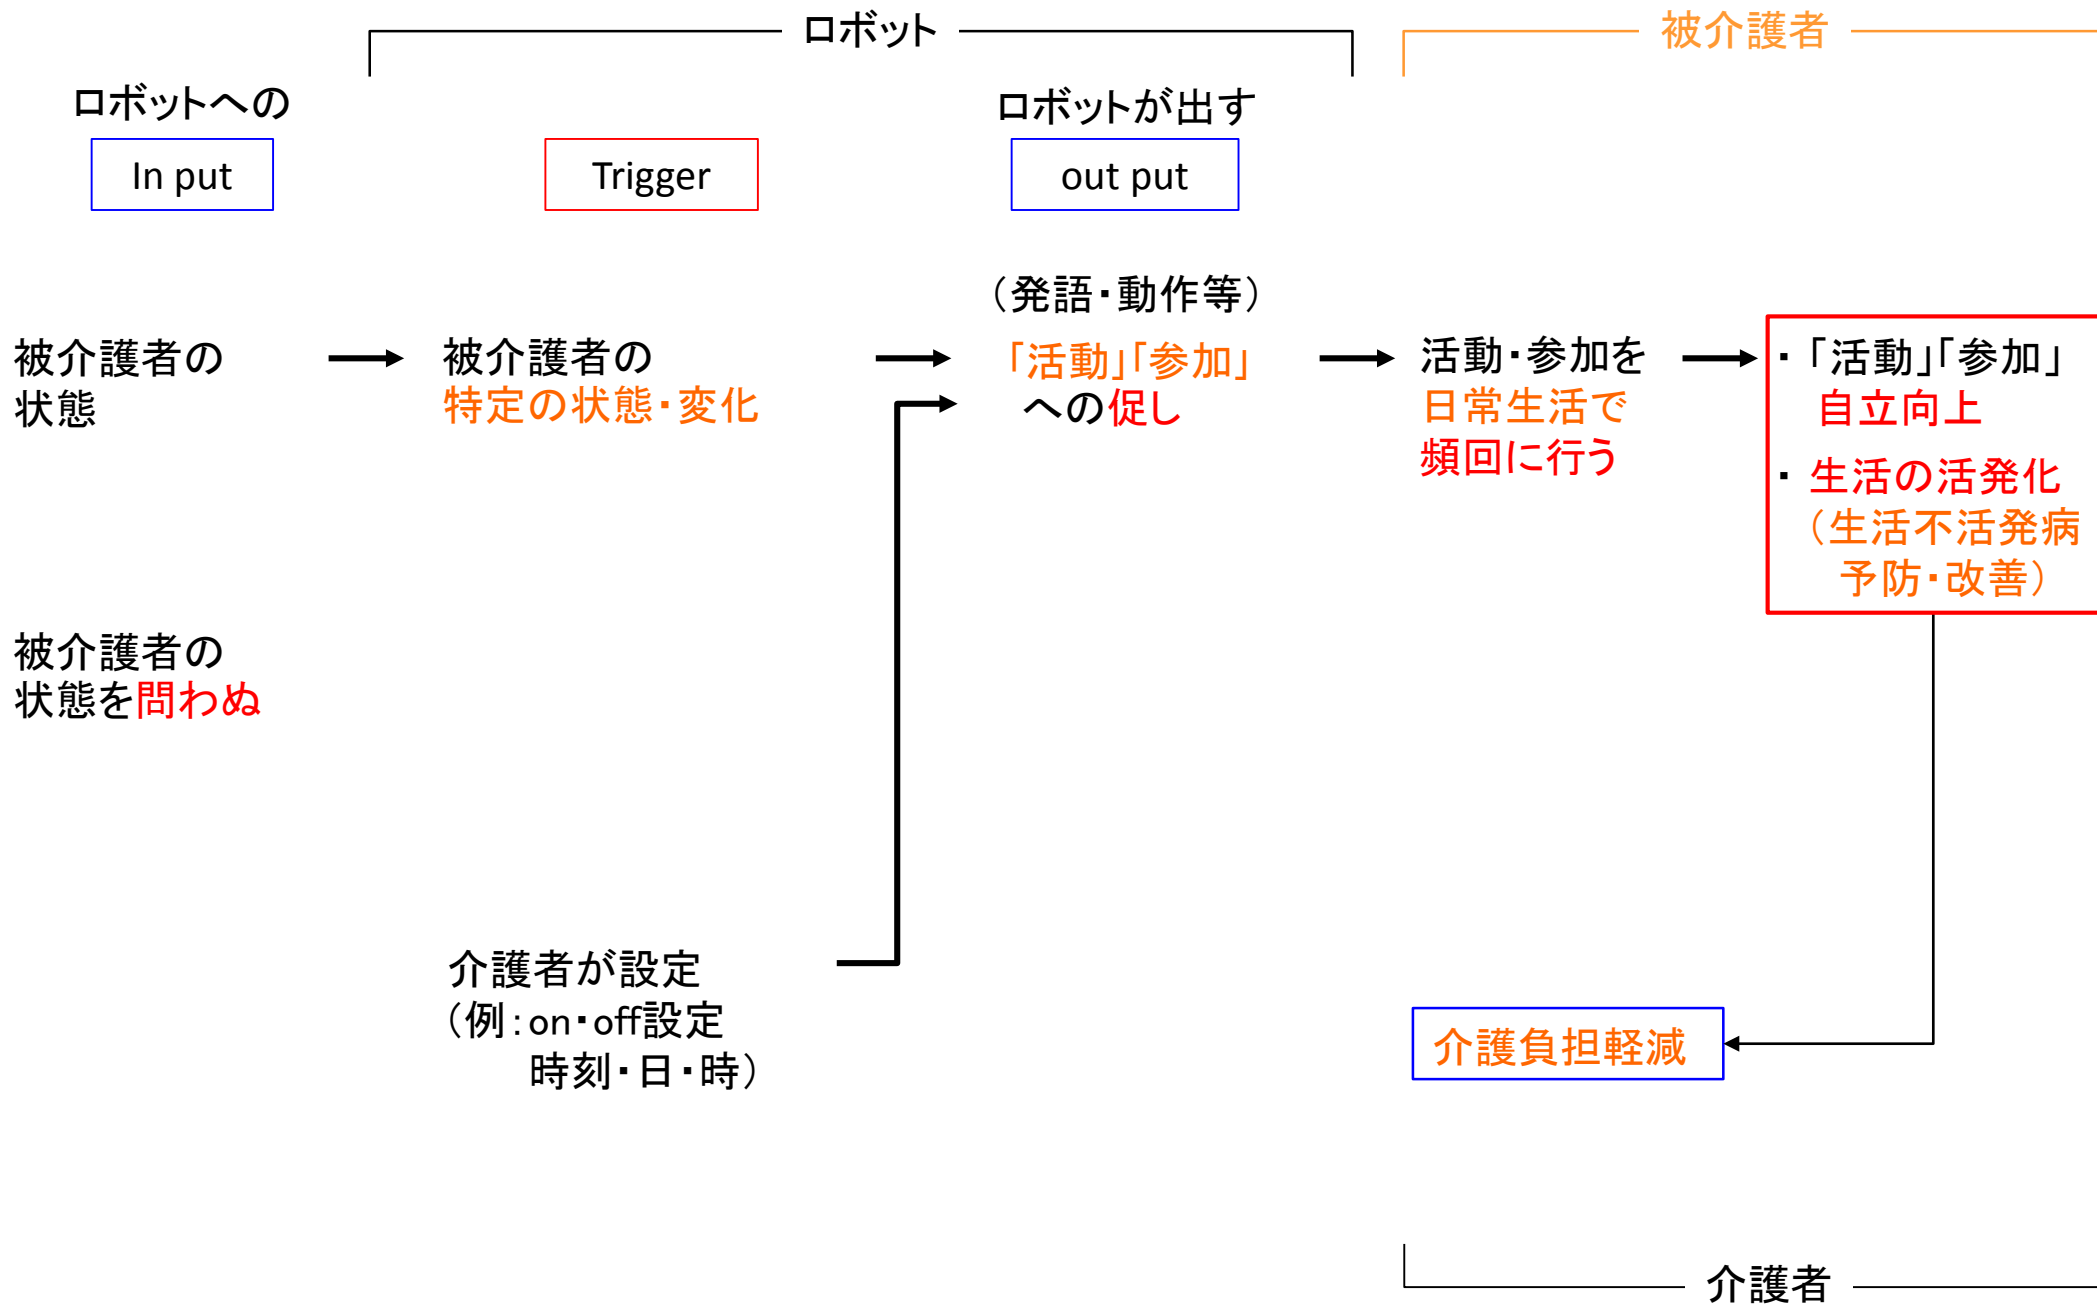 ロボット
被介護者
ロボットへの
In put
Trigger
ロボットが出す
out put
被介護者の
状態
被介護者の
特定の状態・変化
（発語・動作等）
「活動」「参加」
への促し
活動・参加を
日常生活で
頻回に行う
・「活動」「参加」
自立向上
・ 生活の活発化
（生活不活発病
予防・改善）
被介護者の
状態を問わぬ
介護者が設定
（例：on・off設定
時刻・日・時）
介護負担軽減
介護者